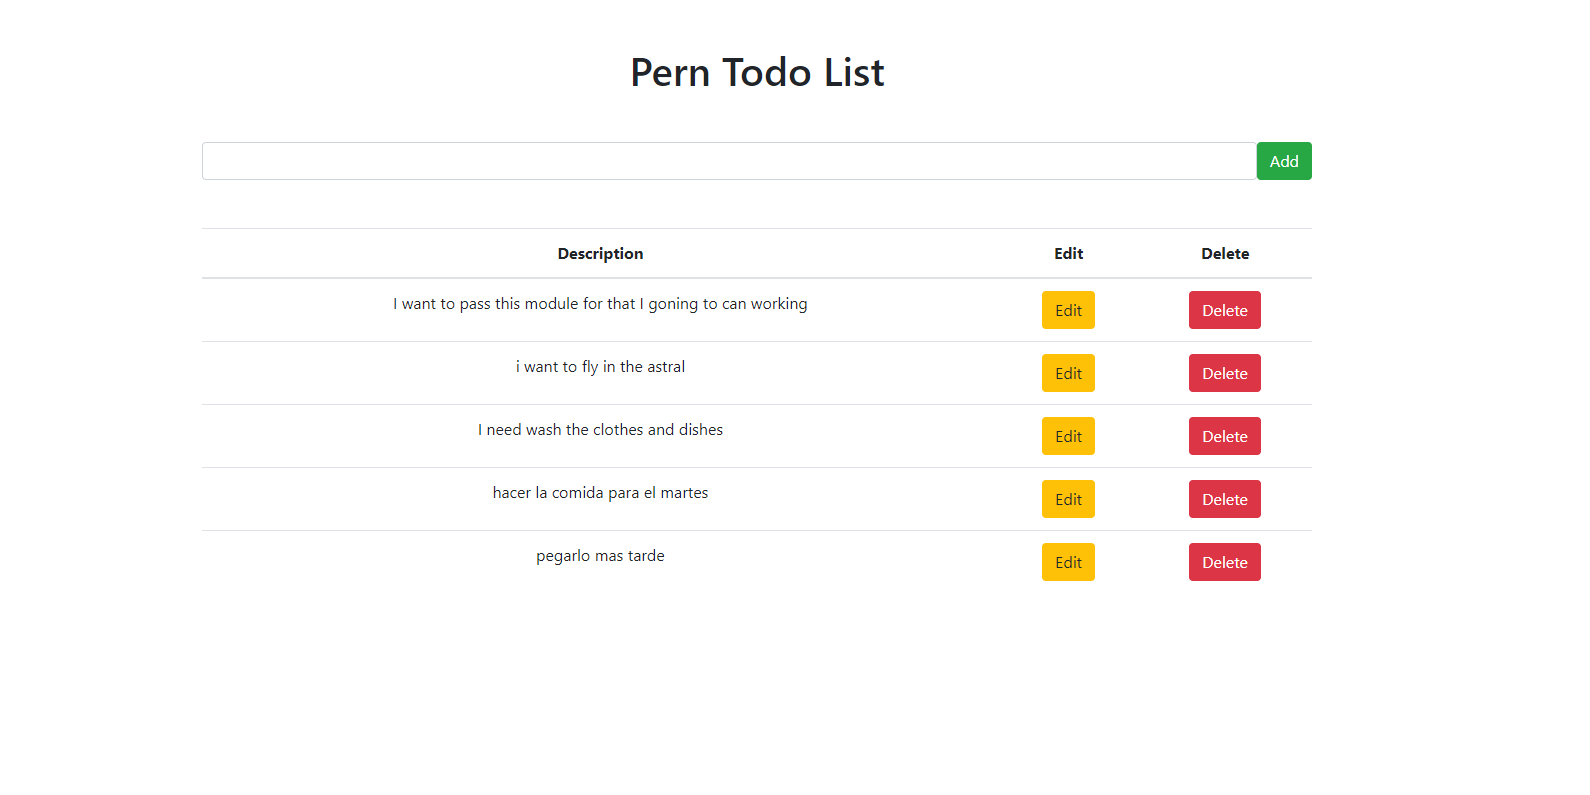 Pern Todo List
Add
Description Edit Delete
I want to pass this module for that I goning to can working Edit Delete
i want to fly in the astral Edit Delete
I need wash the clothes and dishes Edit Delete
hacer la comida para el martes Edit Delete
pegarlo mas tarde Edit Delete